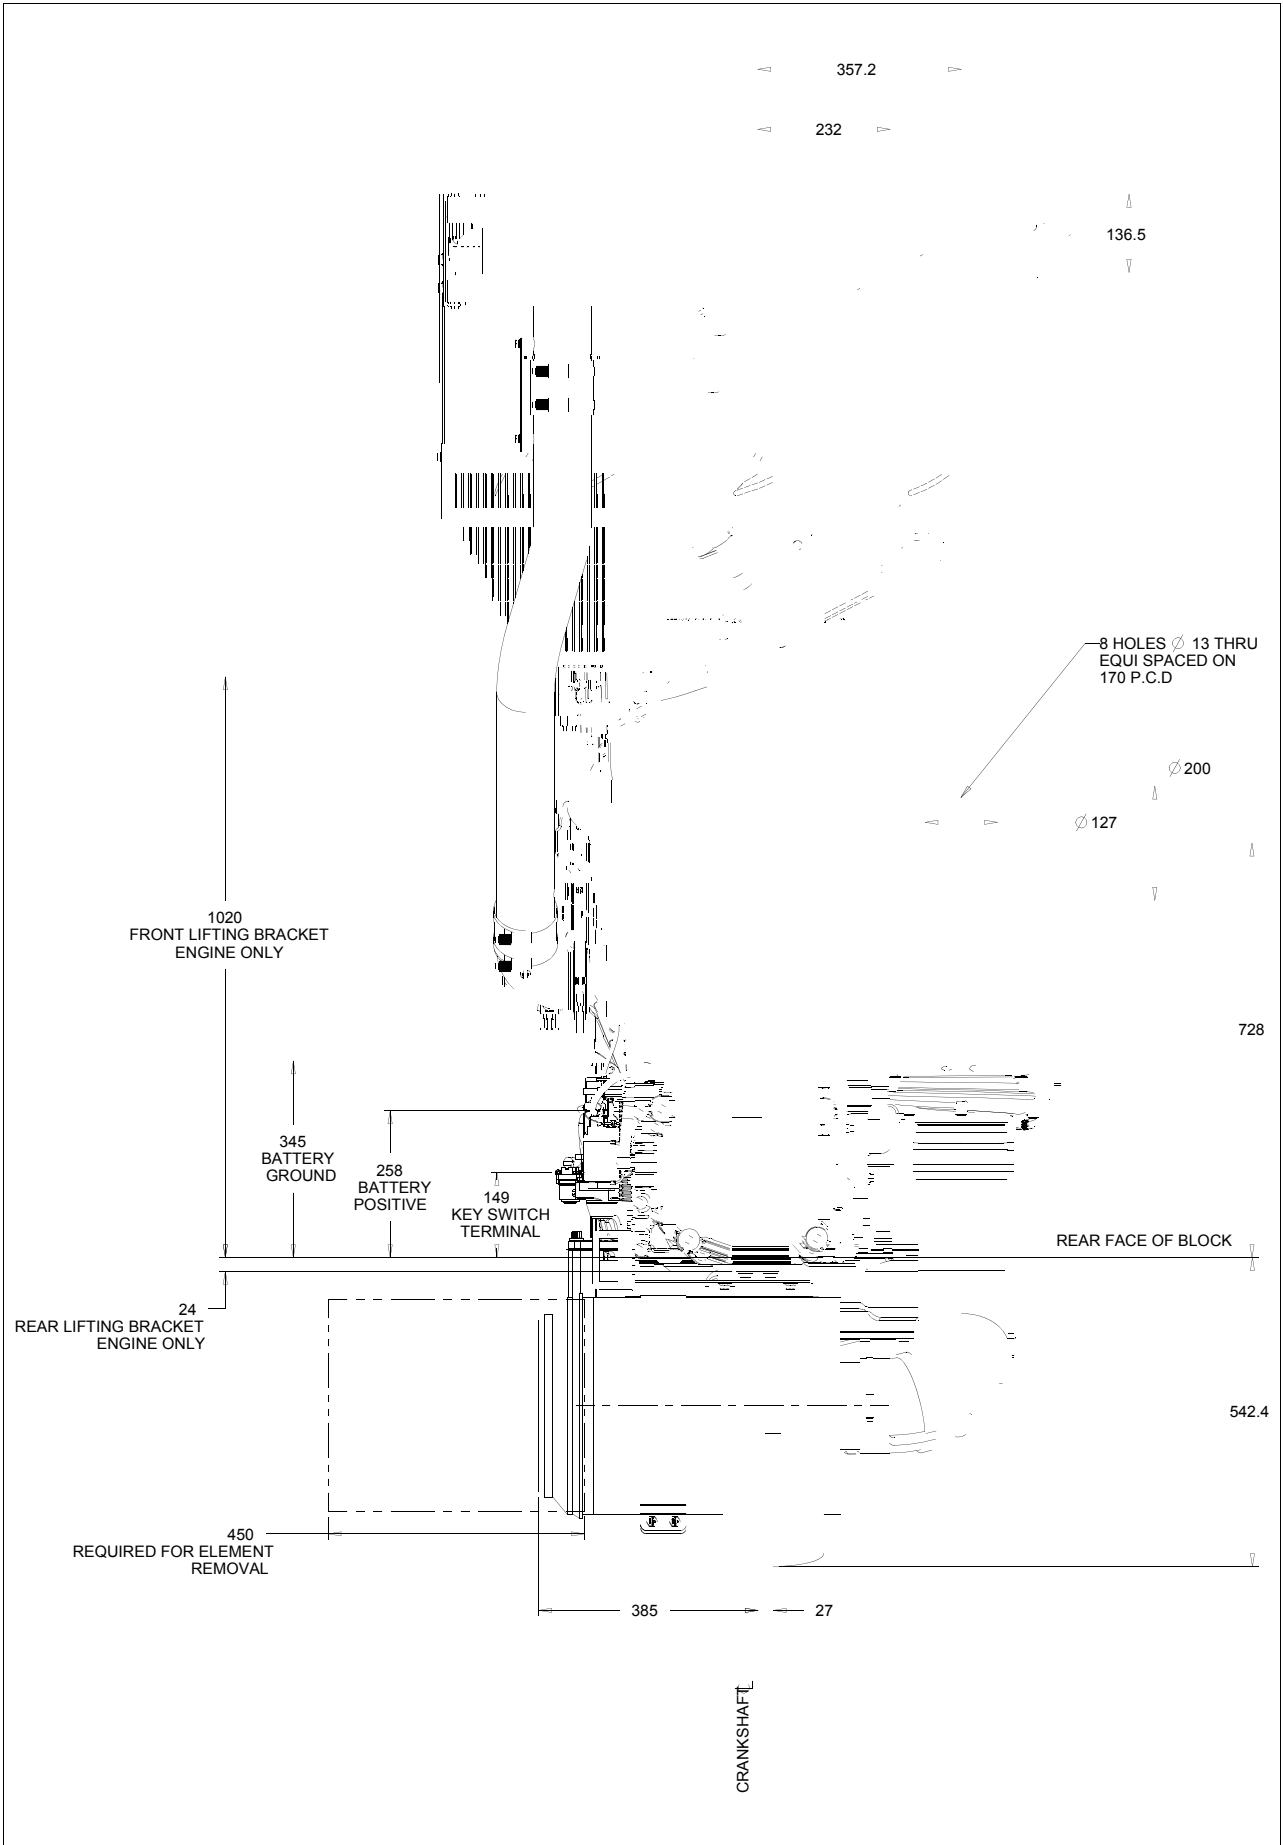 357.2
232
136.5
8 HOLES ∅ 13 THRU
EQUI SPACED ON
170 P.C.D
∅ 200
∅ 127
1020
FRONT LIFTING BRACKET
ENGINE ONLY
728
345
BATTERY
GROUND
258
BATTERY
POSITIVE
149
KEY SWITCH
TERMINAL
REAR FACE OF BLOCK
24
REAR LIFTING BRACKET
ENGINE ONLY
542.4
450
REQUIRED FOR ELEMENT
REMOVAL
385
27
CRANKSHAFT